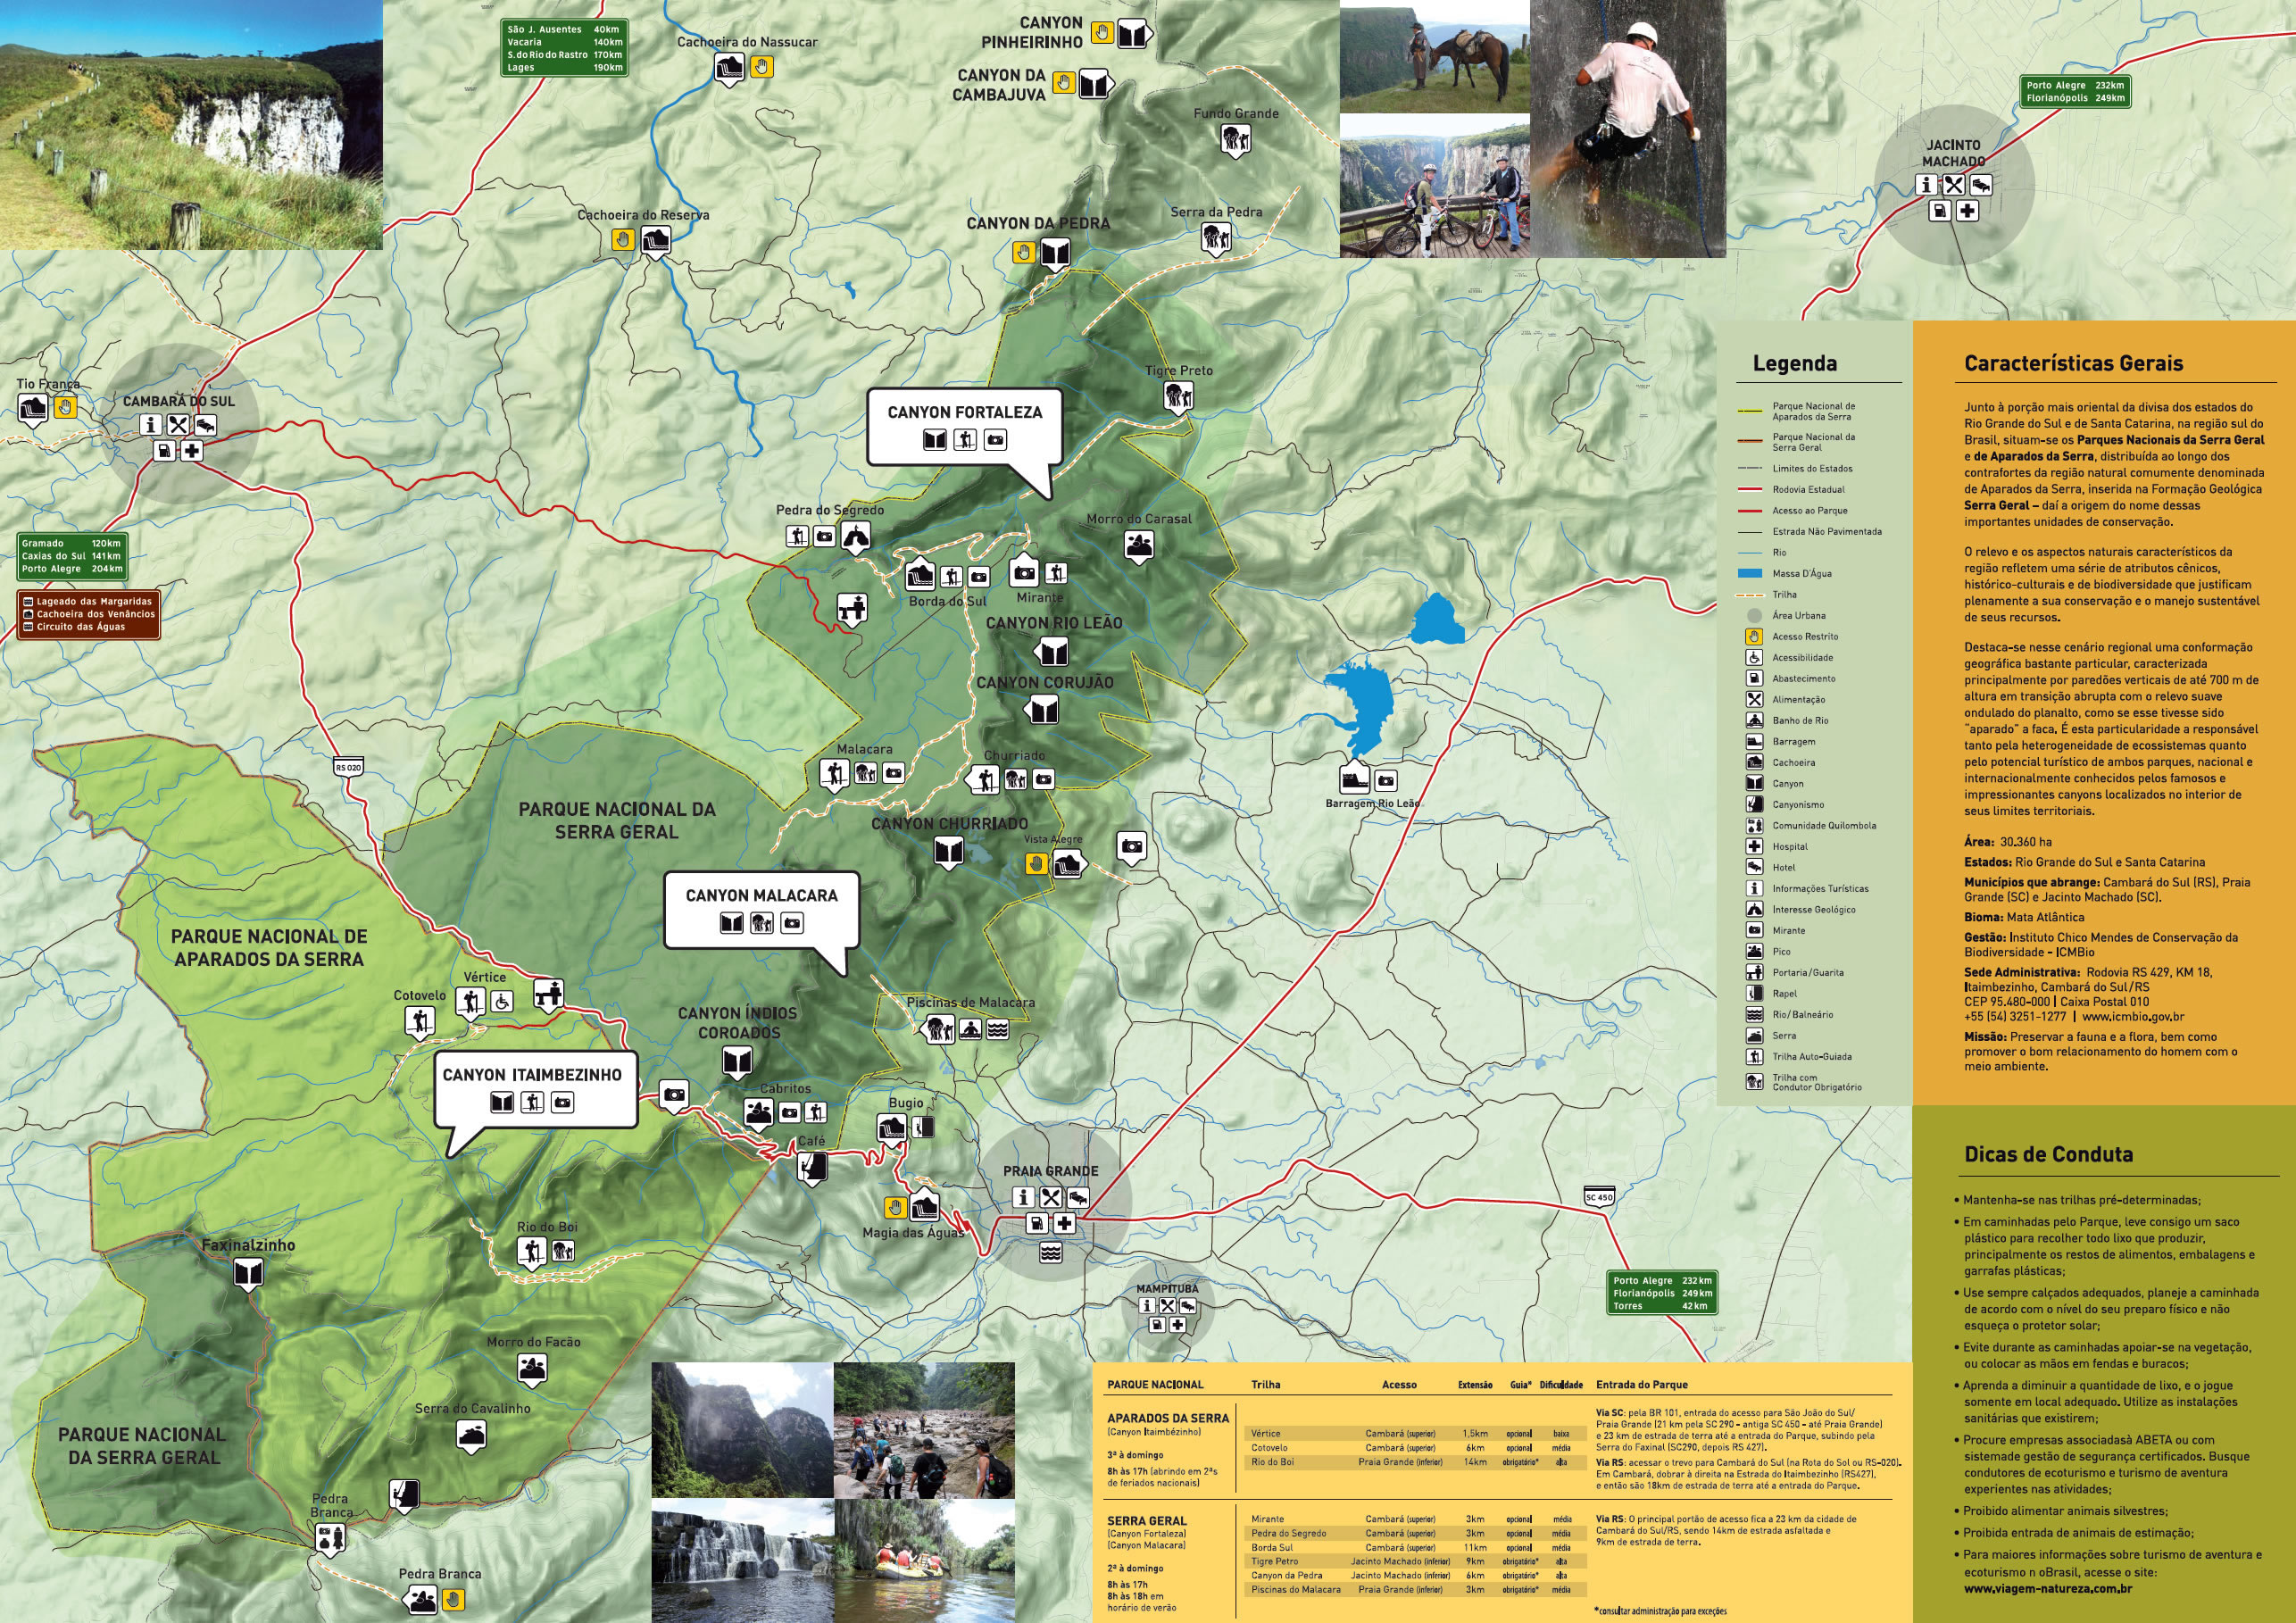 São J. Ausentes 40km
Vacaria 140km
S.do Rio do Rastro 170km
Lages 190km
Cachoeira do Nassucar
CANYON
PINHEIRINHO
CANYON DA
CAMBAJUVA
Fundo Grande
Porto Alegre 232km
Florianópolis 249km
JACINTO
MACHADO
Cachoeira do Reserva
CANYON DA PEDRA
Serra da Pedra
Tio França
CAMBARÁ DO SUL
Tigre Preto
CANYON FORTALEZA
Pedra do Segredo
Morro do Carasal
Gramado 120km
Caxias do Sul 141km
Porto Alegre 204km
Lageado das Margaridas
Cachoeira dos Venâncios
Circuito das Águas
Borda do Sul
Mirante
CANYON RIO LEÃO
CANYON CORUJÃO
RS 020
Malacara
Churriado
Barragem Rio Leão
PARQUE NACIONAL DA
SERRA GERAL
CANYON CHURRIADO
Vista Alegre
CANYON MALACARA
PARQUE NACIONAL DE
APARADOS DA SERRA
Vértice
Cotovelo
CANYON ÍNDIOS
COROADOS
Piscinas de Malacara
CANYON ITAIMBEZINHO
Cabritos
Bugio
Café
PRAIA GRANDE
SC 450
Magia das Águas
Rio do Boi
Faxinalzinho
MAMPITUBA
Porto Alegre 232km
Florianópolis 249km
Torres 42km
Morro do Facão
Serra do Cavalinho
PARQUE NACIONAL
DA SERRA GERAL
Pedra
Branca
Pedra Branca
Legenda
Parque Nacional de
Aparados da Serra
Parque Nacional da
Serra Geral
Limites do Estados
Rodovia Estadual
Acesso ao Parque
Estrada Não Pavimentada
Rio
Massa D'Água
Trilha
Área Urbana
Acesso Restrito
Acessibilidade
Abastecimento
Alimentação
Banho de Rio
Barragem
Cachoeira
Canyon
Canyonismo
Comunidade Quilombola
Hospital
Hotel
Informações Turísticas
Interesse Geológico
Mirante
Pico
Portaria/Guarita
Rapel
Rio/Balneário
Serra
Trilha Auto-Guiada
Trilha com
Condutor Obrigatório
Características Gerais
Junto à porção mais oriental da divisa dos estados do
Rio Grande do Sul e de Santa Catarina, na região sul do
Brasil, situam-se os Parques Nacionais da Serra Geral
e de Aparados da Serra, distribuída ao longo dos
contrafortes da região natural comumente denominada
de Aparados da Serra, inserida na Formação Geológica
Serra Geral – daí a origem do nome dessas
importantes unidades de conservação.
O relevo e os aspectos naturais característicos da
região refletem uma série de atributos cênicos,
histórico-culturais e de biodiversidade que justificam
plenamente a sua conservação e o manejo sustentável
de seus recursos.
Destaca-se nesse cenário regional uma conformação
geográfica bastante particular, caracterizada
principalmente por paredões verticais de até 700 m de
altura em transição abrupta com o relevo suave
ondulado do planalto, como se esse tivesse sido
"aparado" a faca. É esta particularidade a responsável
tanto pela heterogeneidade de ecossistemas quanto
pelo potencial turístico de ambos parques, nacional e
internacionalmente conhecidos pelos famosos e
impressionantes canyons localizados no interior de
seus limites territoriais.
Área: 30.360 ha
Estados: Rio Grande do Sul e Santa Catarina
Municípios que abrange: Cambará do Sul (RS), Praia
Grande (SC) e Jacinto Machado (SC).
Bioma: Mata Atlântica
Gestão: Instituto Chico Mendes de Conservação da
Biodiversidade - ICMBio
Sede Administrativa: Rodovia RS 429, KM 18,
Itaimbezinho, Cambará do Sul/RS
CEP 95.480-000 | Caixa Postal 010
+55 (54) 3251-1277 | www.icmbio.gov.br
Missão: Preservar a fauna e a flora, bem como
promover o bom relacionamento do homem com o
meio ambiente.
Dicas de Conduta
• Mantenha-se nas trilhas pré-determinadas;
• Em caminhadas pelo Parque, leve consigo um saco
plástico para recolher todo lixo que produzir,
principalmente os restos de alimentos, embalagens e
garrafas plásticas;
• Use sempre calçados adequados, planeje a caminhada
de acordo com o nível do seu preparo físico e não
esqueça o protetor solar;
• Evite durante as caminhadas apoiar-se na vegetação,
ou colocar as mãos em fendas e buracos;
• Aprenda a diminuir a quantidade de lixo, e o jogue
somente em local adequado. Utilize as instalações
sanitárias que existirem;
• Procure empresas associadasà ABETA ou com
sistemade gestão de segurança certificados. Busque
condutores de ecoturismo e turismo de aventura
experientes nas atividades;
• Proibido alimentar animais silvestres;
• Proibida entrada de animais de estimação;
• Para maiores informações sobre turismo de aventura e
ecoturismo n oBrasil, acesse o site:
www.viagem-natureza.com.br
PARQUE NACIONAL Trilha Acesso Extensão Guia* Dificuldade Entrada do Parque
APARADOS DA SERRA
(Canyon Itaimbézinho)
3ª à domingo
8h às 17h (abrindo em 2ªs
de feriados nacionais)
Vértice Cambará (superior) 1,5km opcional baixa
Cotovelo Cambará (superior) 6km opcional média
Rio do Boi Praia Grande (inferior) 14km obrigatório* alta
Via SC: pela BR 101, entrada do acesso para São João do Sul/
Praia Grande (21 km pela SC 290 - antiga SC 450 - até Praia Grande)
e 23 km de estrada de terra até a entrada do Parque, subindo pela
Serra do Faxinal (SC290, depois RS 427).
Via RS: acessar o trevo para Cambará do Sul (na Rota do Sol ou RS-020).
Em Cambará, dobrar à direita na Estrada do Itaimbezinho (RS427),
e então são 18km de estrada de terra até a entrada do Parque.
SERRA GERAL
(Canyon Fortaleza)
(Canyon Malacara)
2ª à domingo
8h às 17h
8h às 18h em
horário de verão
Mirante Cambará (superior) 3km opcional média
Pedra do Segredo Cambará (superior) 3km opcional média
Borda Sul Cambará (superior) 11km opcional média
Tigre Petro Jacinto Machado (inferior) 9km obrigatório* alta
Canyon da Pedra Jacinto Machado (inferior) 6km obrigatório* alta
Piscinas do Malacara Praia Grande (inferior) 3km obrigatório* média
Via RS: O principal portão de acesso fica a 23 km da cidade de
Cambará do Sul/RS, sendo 14km de estrada asfaltada e
9km de estrada de terra.
*consultar administração para exceções